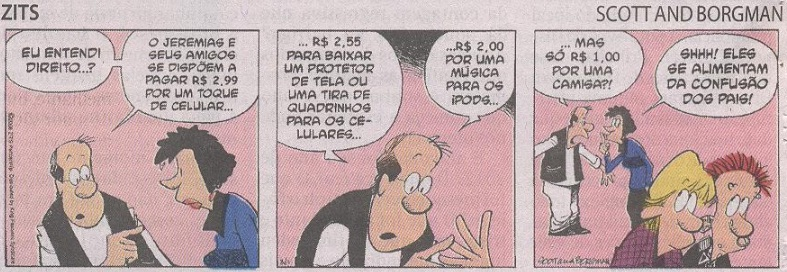 ZITS
SCOTT AND BORGMAN
EU ENTENDI
DIREITO...?
O JEREMIAS E
SEUS AMIGOS
SE DISPÕEM A
PAGAR R$ 2,99
POR UM TOQUE
DE CELULAR...
... R$ 2,55
PARA BAIXAR
UM PROTETOR
DE TELA OU
UMA TIRA DE
QUADRINHOS
PARA OS CE-
LULARES...
...R$ 2,00
POR UMA
MÚSICA
PARA OS
IPODS...
... MAS
SÓ R$ 1,00
POR UMA
CAMISA?!
SHHH! ELES
SE ALIMENTAM
DA CONFUSÃO
DOS PAIS!